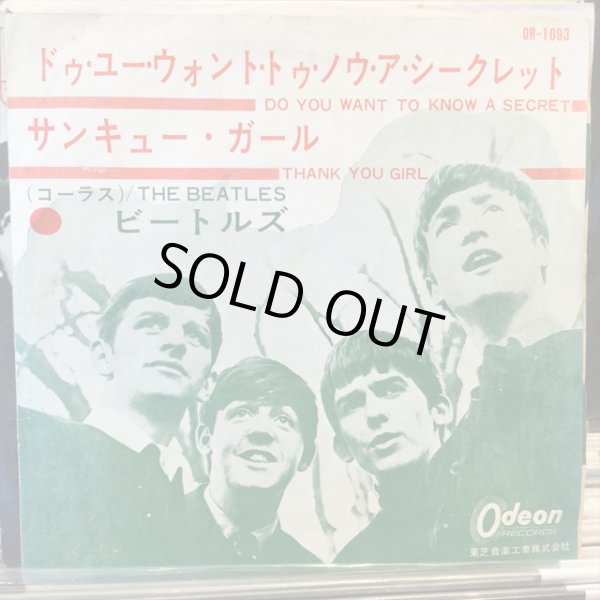 OR-1093
ドゥ・ユー・ウォント・トゥ・ノウ・ア・シークレット
DO YOU WANT TO KNOW A SECRET
サンキュー・ガール
THANK YOU GIRL
(コーラス)/THE BEATLES
ビートルズ
SOLD OUT
Odeon
RECORDS
東芝音楽工業株式会社